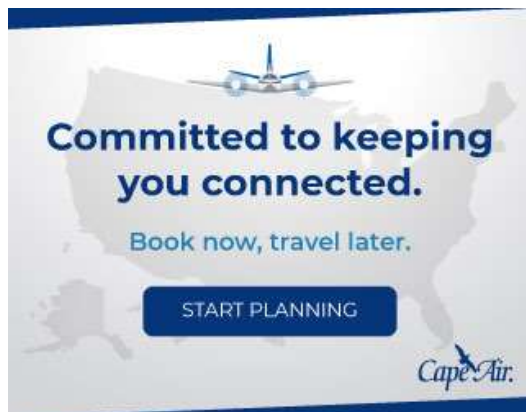 Committed to keeping
you connected.
Book now, travel later.
START PLANNING
Cape Air.